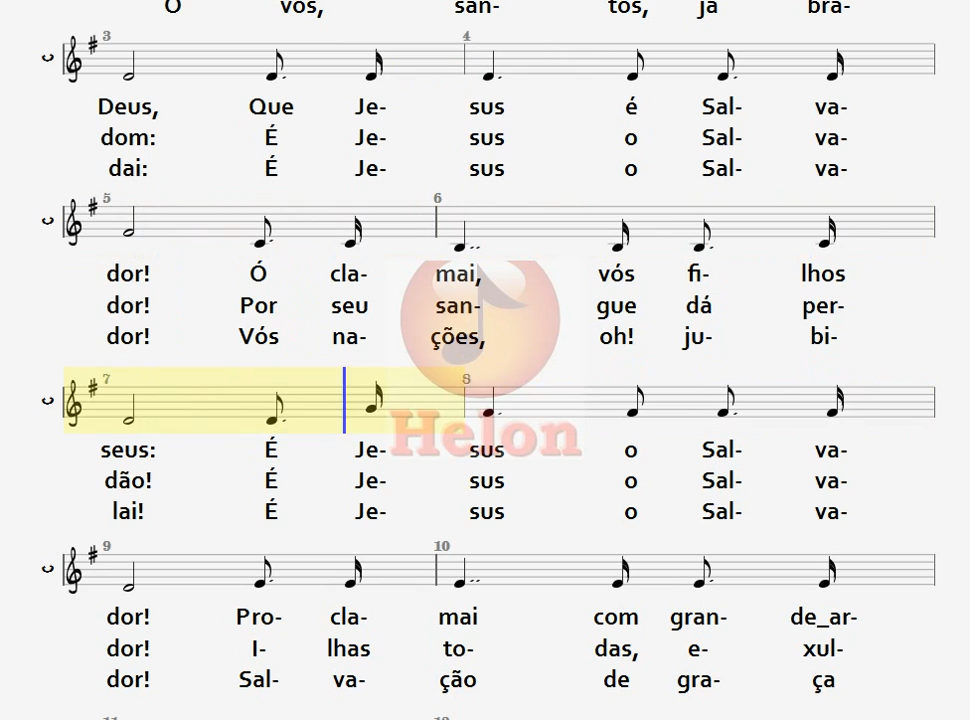 Ó vós, san- tos, já bra-
3 4
Deus, Que Je- sus é Sal- va-
dom: É Je- sus o Sal- va-
dai: É Je- sus o Sal- va-
5 6
dor! Ó cla- mai, vós fi- lhos
dor! Por seu san- gue dá per-
dor! Vós na- ções, oh! ju- bi-
7 8
Helon
seus: É Je- sus o Sal- va-
dão! É Je- sus o Sal- va-
lai! É Je- sus o Sal- va-
9 10
dor! Pro- cla- mai com gran- de_ar-
dor! I- lhas to- das, e- xul-
dor! Sal- va- ção de gra- ça